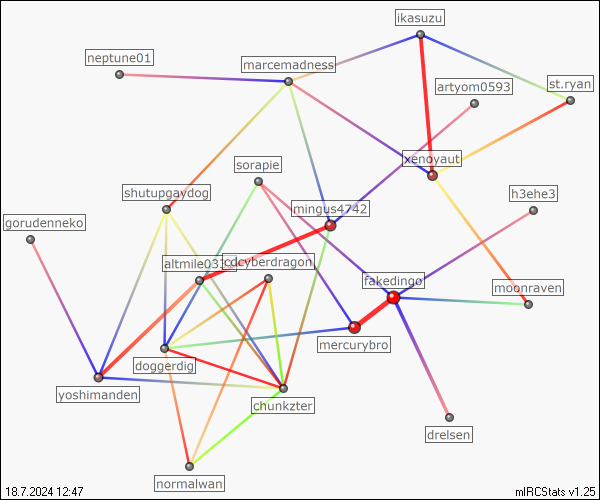 ikasuzu
neptune01
marcemadness
artyom0593
st.ryan
sorapie
xenoyaut
shutupgaydog
h3ehe3
mingus4742
gorudenneko
cdcyberdragon
fakedingo
moonraven
mercurybro
doggerdig
yoshimanden
chunkzter
drelsen
normalwan
18.7.2024 12:47
mIRCStats v1.25